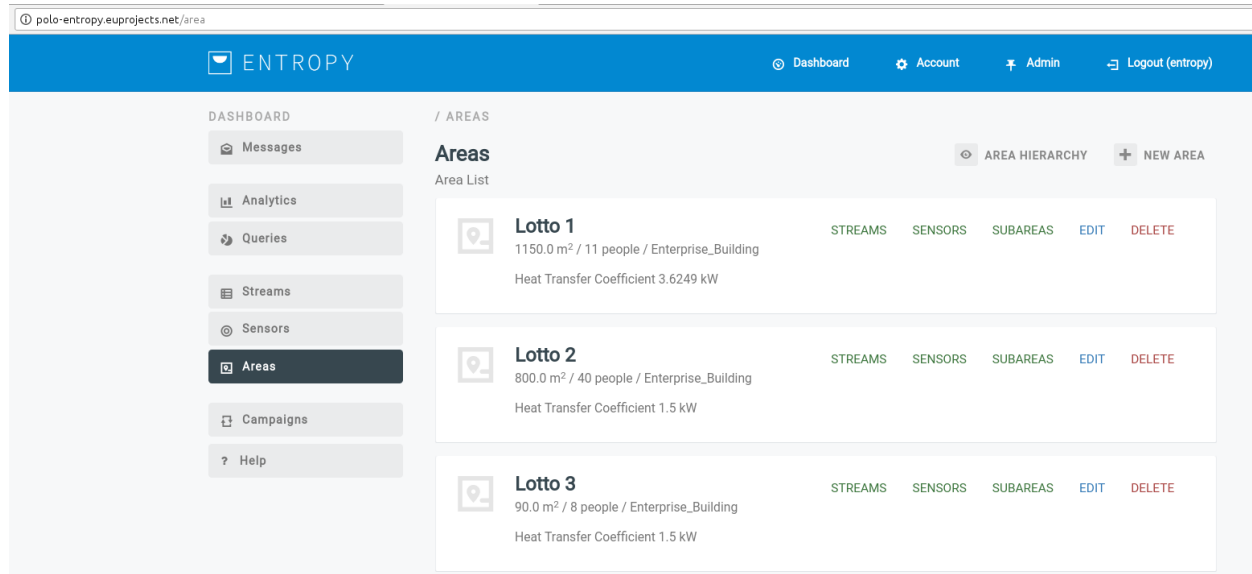 polo-entropy.euprojects.net/area
ENTROPY
Dashboard
Account
Admin
Logout (entropy)
DASHBOARD
Messages
Analytics
Queries
Streams
Sensors
Areas
Campaigns
? Help
/ AREAS
Areas
Area List
AREA HIERARCHY
NEW AREA
Lotto 1
1150.0 m² / 11 people / Enterprise_Building
Heat Transfer Coefficient 3.6249 kW
STREAMS SENSORS SUBAREAS EDIT DELETE
Lotto 2
800.0 m² / 40 people / Enterprise_Building
Heat Transfer Coefficient 1.5 kW
STREAMS SENSORS SUBAREAS EDIT DELETE
Lotto 3
90.0 m² / 8 people / Enterprise_Building
Heat Transfer Coefficient 1.5 kW
STREAMS SENSORS SUBAREAS EDIT DELETE